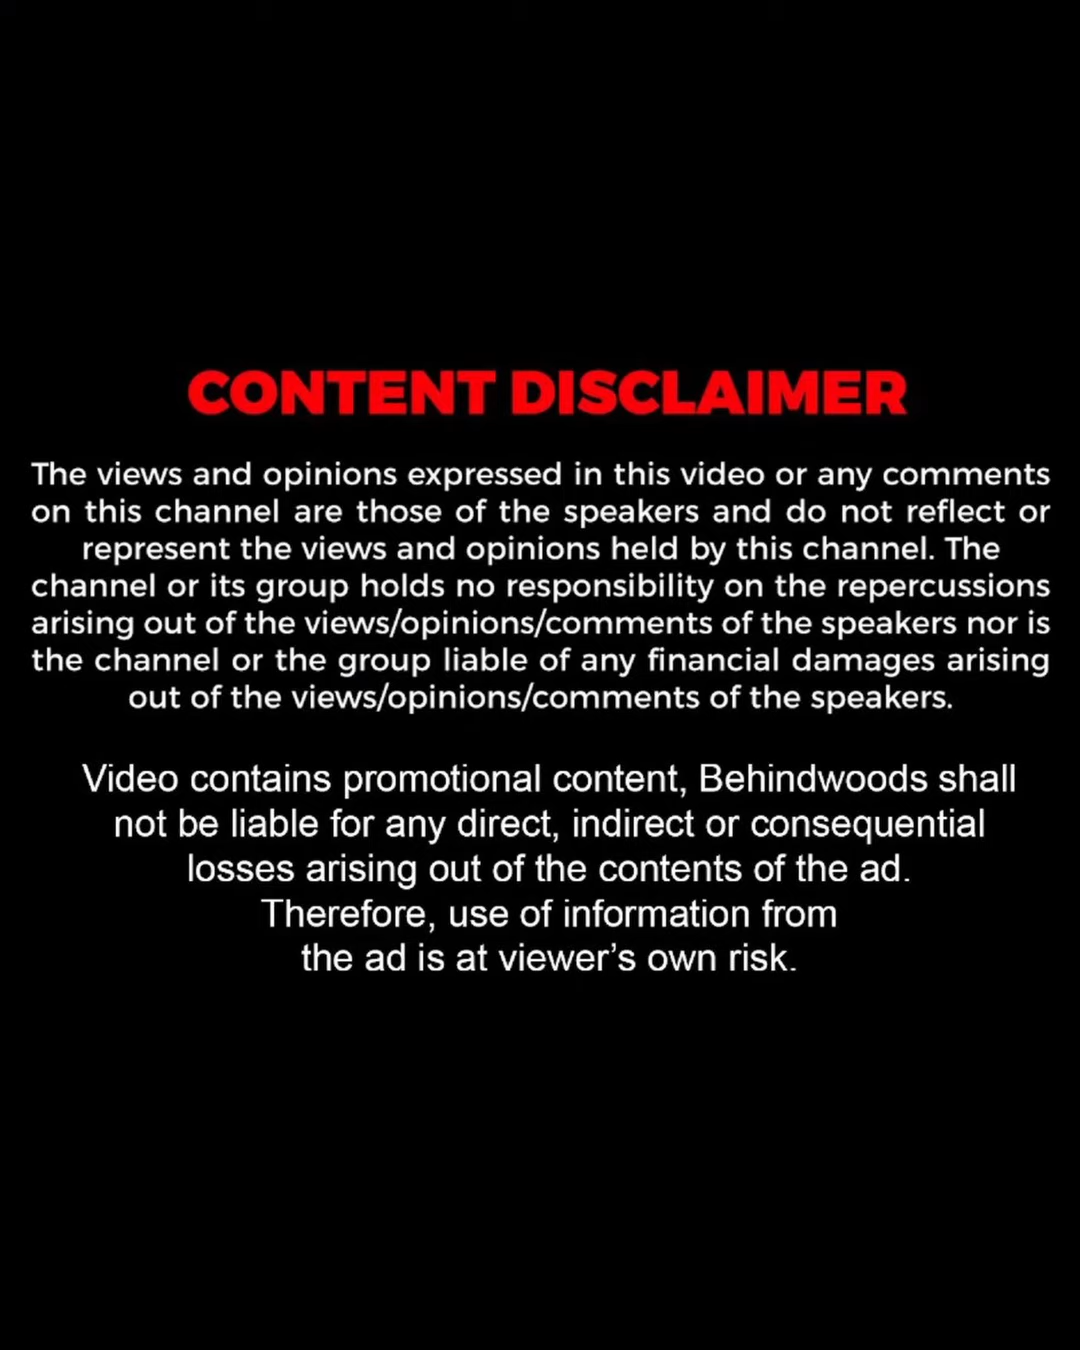 CONTENT DISCLAIMER
The views and opinions expressed in this video or any comments
on this channel are those of the speakers and do not reflect or
represent the views and opinions held by this channel. The
channel or its group holds no responsibility on the repercussions
arising out of the views/opinions/comments of the speakers nor is
the channel or the group liable of any financial damages arising
out of the views/opinions/comments of the speakers.
Video contains promotional content, Behindwoods shall
not be liable for any direct, indirect or consequential
losses arising out of the contents of the ad.
Therefore, use of information from
the ad is at viewer’s own risk.